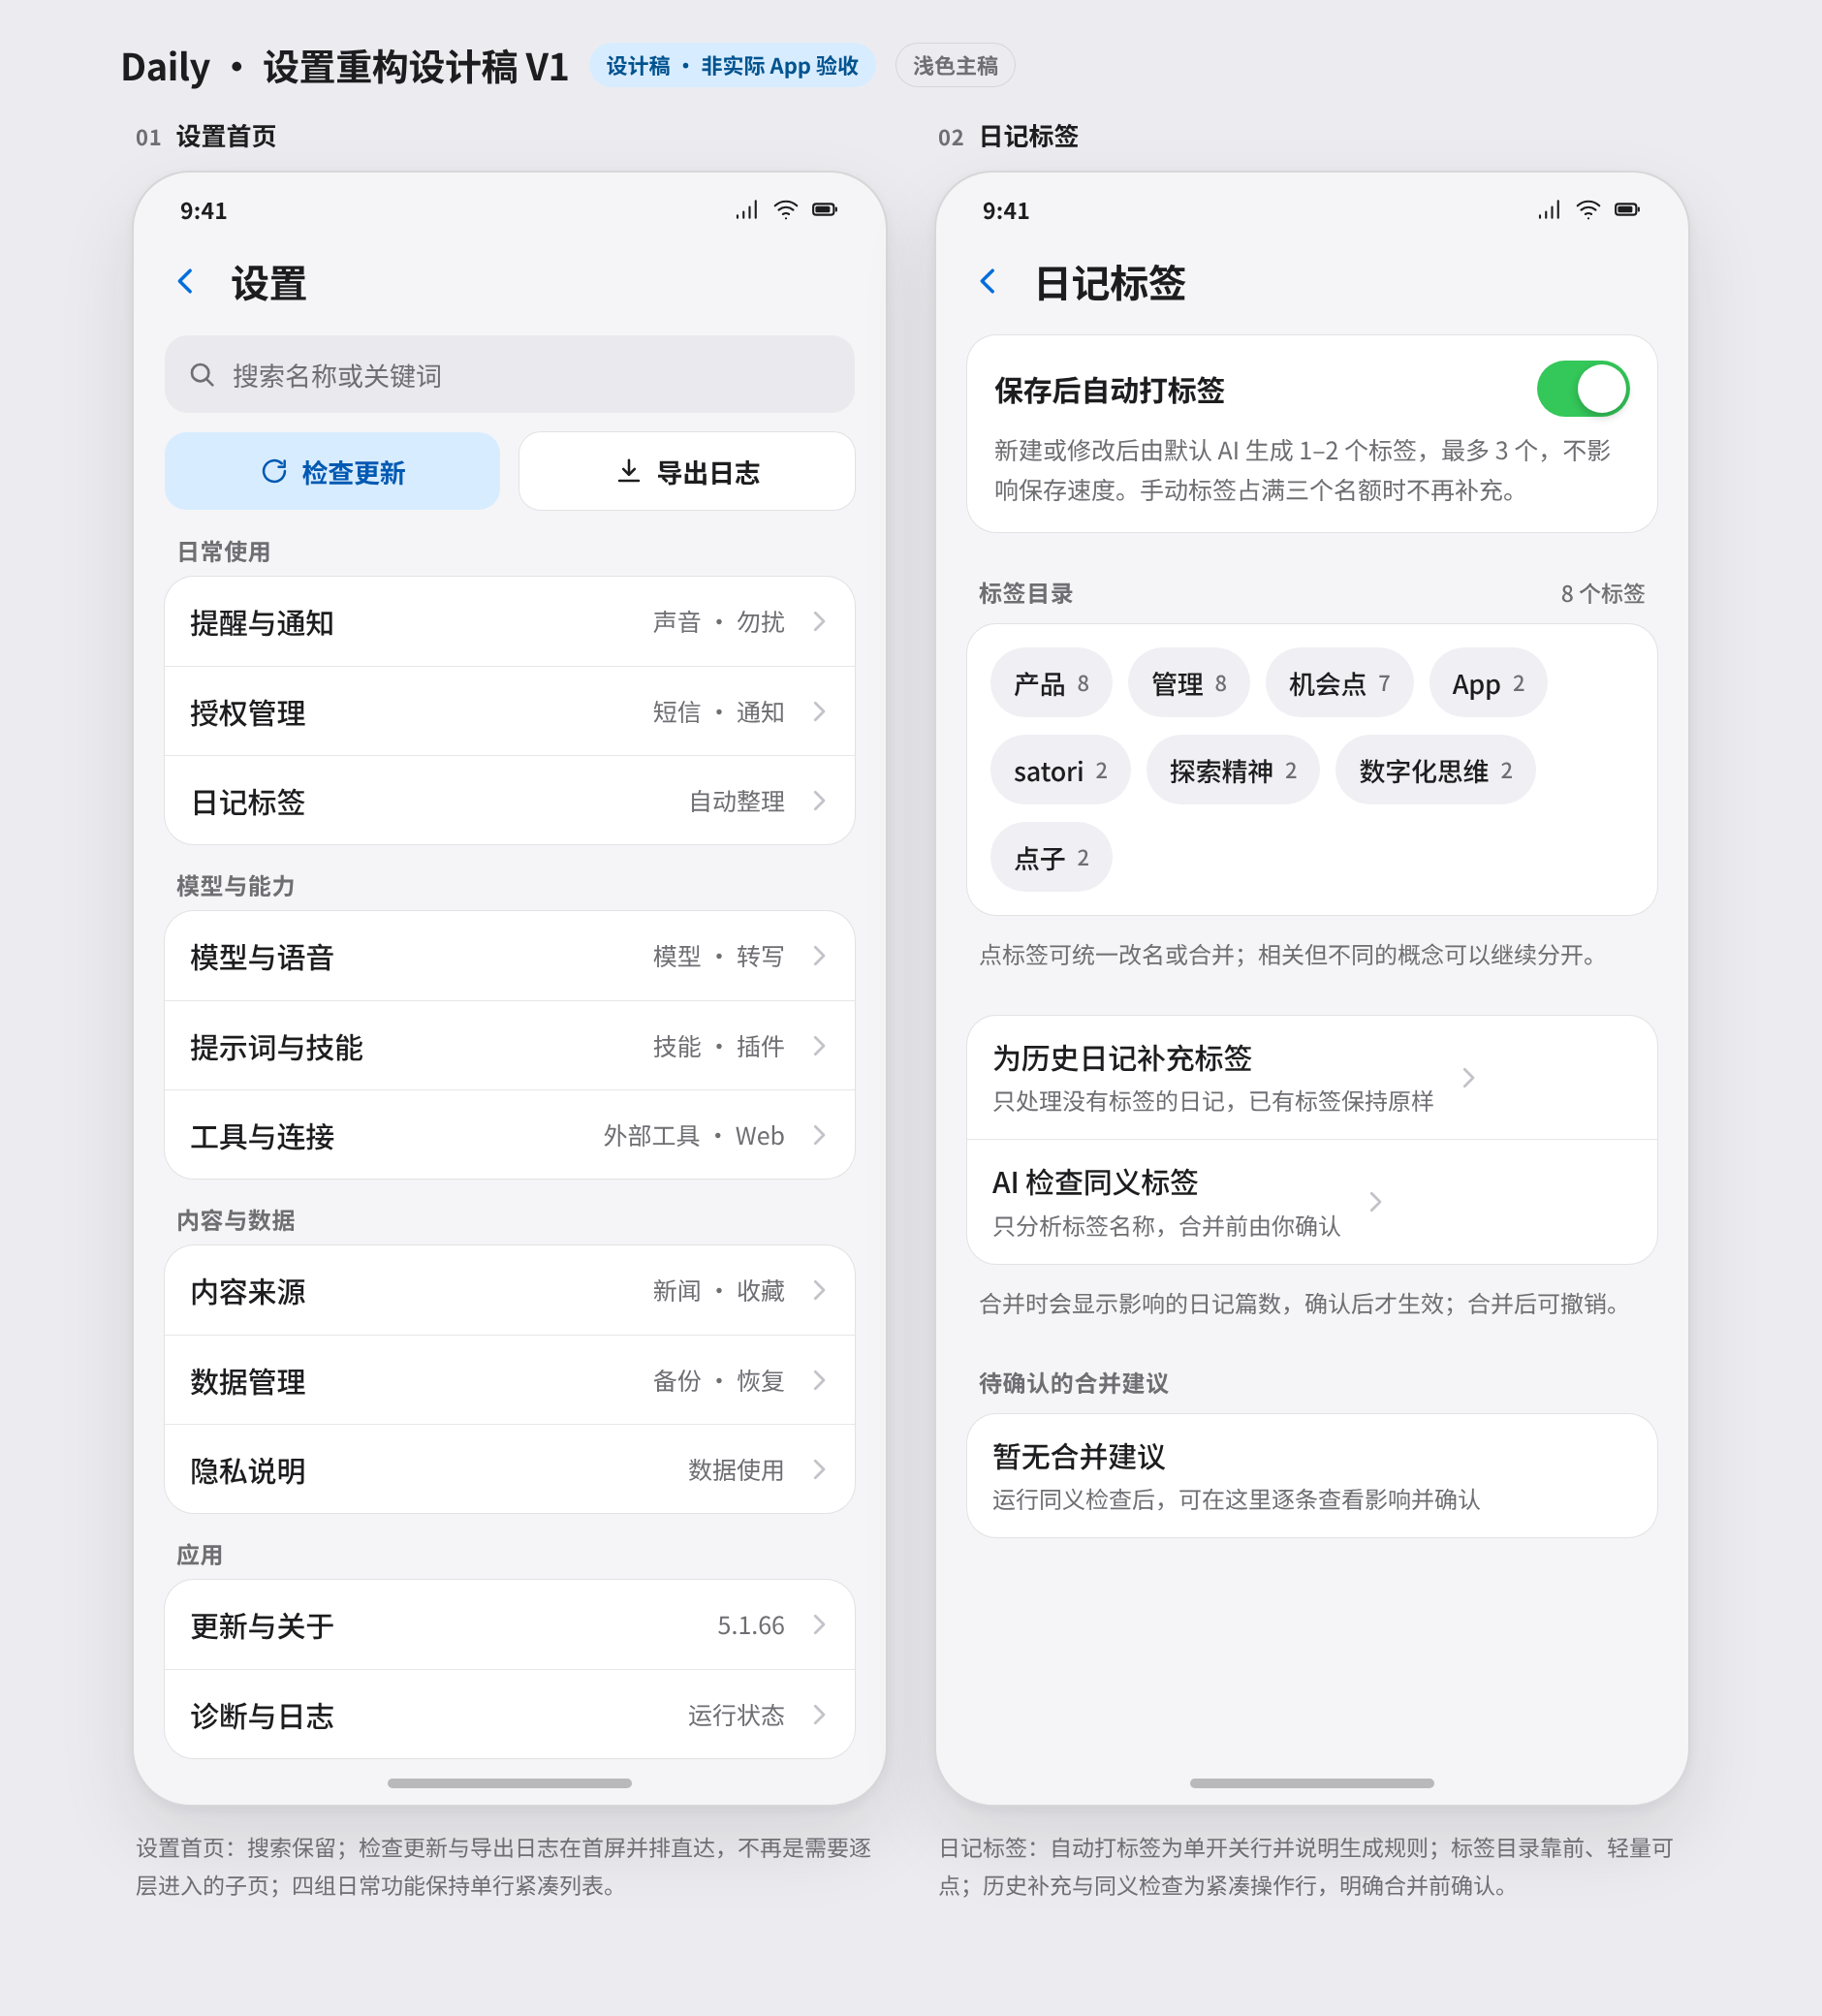 Daily · 设置重构设计稿 V1
设计稿 · 非实际 App 验收
浅色主稿
01 设置首页
9:41
设置
搜索名称或关键词
检查更新
导出日志
日常使用
提醒与通知 声音 · 勿扰
授权管理 短信 · 通知
日记标签 自动整理
模型与能力
模型与语音 模型 · 转写
提示词与技能 技能 · 插件
工具与连接 外部工具 · Web
内容与数据
内容来源 新闻 · 收藏
数据管理 备份 · 恢复
隐私说明 数据使用
应用
更新与关于 5.1.66
诊断与日志 运行状态
设置首页：搜索保留；检查更新与导出日志在首屏并排直达，不再是需要逐
层进入的子页；四组日常功能保持单行紧凑列表。
02 日记标签
9:41
日记标签
保存后自动打标签
新建或修改后由默认 AI 生成 1–2 个标签，最多 3 个，不影
响保存速度。手动标签占满三个名额时不再补充。
标签目录 8 个标签
产品 8 管理 8 机会点 7 App 2
satori 2 探索精神 2 数字化思维 2
点子 2
点标签可统一改名或合并；相关但不同的概念可以继续分开。
为历史日记补充标签
只处理没有标签的日记，已有标签保持原样
AI 检查同义标签
只分析标签名称，合并前由你确认
合并时会显示影响的日记篇数，确认后才生效；合并后可撤销。
待确认的合并建议
暂无合并建议
运行同义检查后，可在这里逐条查看影响并确认
日记标签：自动打标签为单开关行并说明生成规则；标签目录靠前、轻量可
点；历史补充与同义检查为紧凑操作行，明确合并前确认。